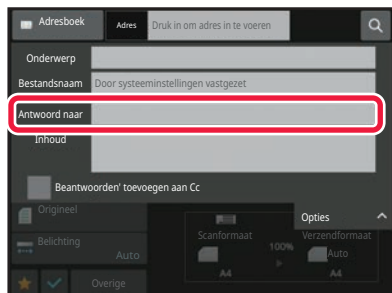 Adresboek Adres Druk in om adres in te voeren
Onderwerp
Bestandsnaam Door systeeminstellingen vastgezet
Antwoord naar
Inhoud
Beantwoorden' toevoegen aan Cc
Origineel
Opties
Scanformaat Verzendformaat
Belichting
100%
Auto
Auto
A4 A4
Overige